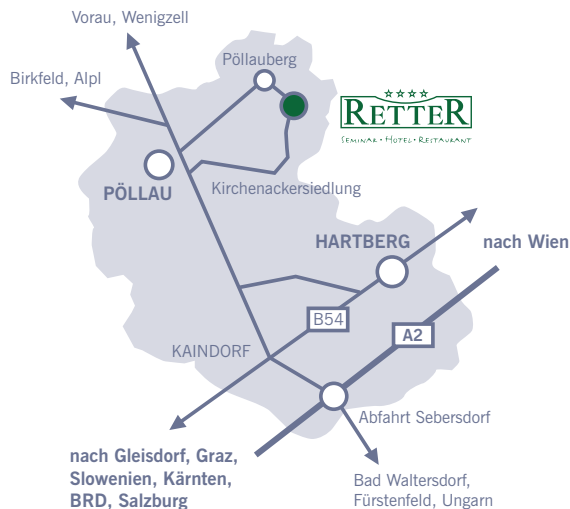 Vorau, Wenigzell
Pöllauberg
Birkfeld, Alpl
RETTER
SEMINAR • HOTEL • RESTAURANT
PÖLLAU
Kirchenackersiedlung
HARTBERG
nach Wien
B54
A2
KAINDORF
Abfahrt Sebersdorf
nach Gleisdorf, Graz,
Slowenien, Kärnten,
BRD, Salzburg
Bad Waltersdorf,
Fürstenfeld, Ungarn